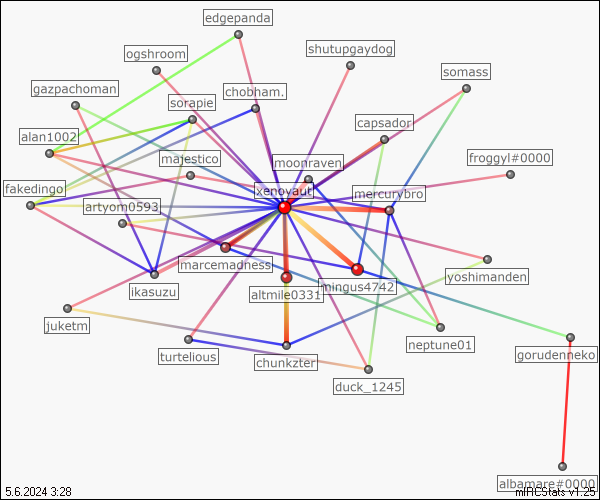 edgepanda
ogshroom
shutupgaydog
somass
gazpachoman
chobham.
sorapie
capsador
alan1002
majestico
moonraven
froggyl#0000
fakedingo
xenovaut
mercurybro
artyom0593
marcemadness
yoshimanden
ikasuzu
altmile0331
mingus4742
juketm
neptune01
gorudenneko
turtelious
chunkzter
duck_1245
albamare#0000
5.6.2024 3:28
mIRCStats v1.25